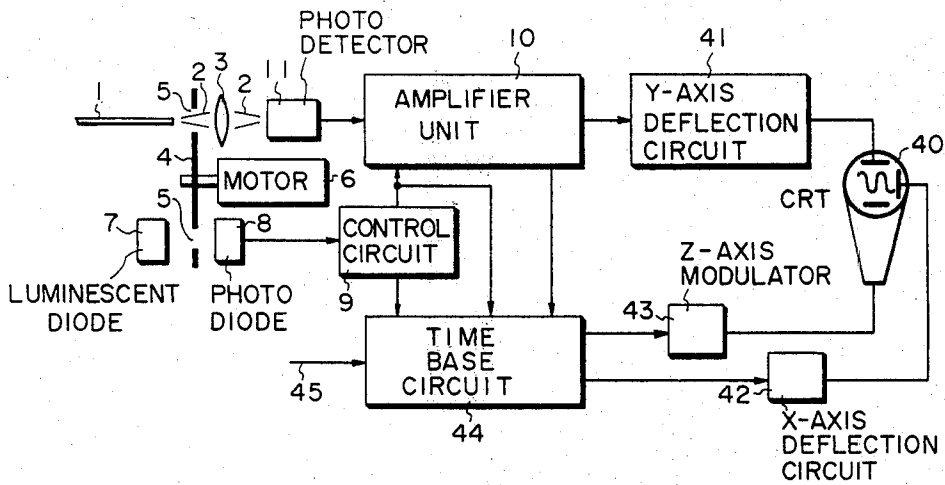 PHOTO
DETECTOR
10
41
1
5
2
3
2
11
AMPLIFIER
UNIT
Y-AXIS
DEFLECTION
CIRCUIT
40
4
MOTOR
6
CRT
5
7
8
CONTROL
CIRCUIT
9
Z-AXIS
MODULATOR
LUMINESCENT
DIODE
PHOTO
DIODE
43
TIME
BASE
CIRCUIT
45
44
42
X-AXIS
DEFLECTION
CIRCUIT